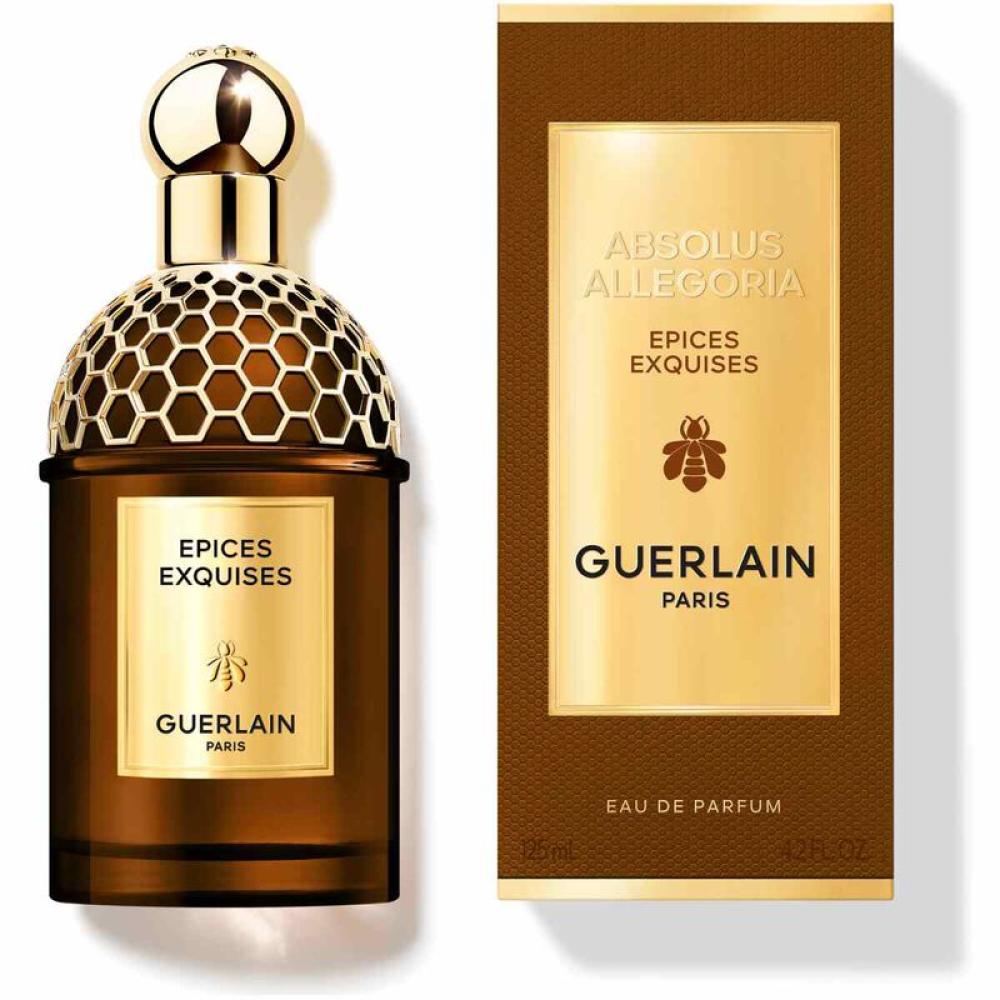 EPICES
EXQUISES
GUERLAIN
PARIS
ABSOLUS
ALLEGORIA
EPICES
EXQUISES
GUERLAIN
PARIS
EAU DE PARFUM
125 mL 4.2 FL. OZ.